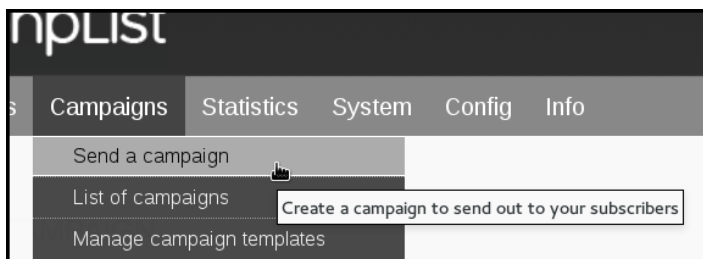 phpList
s Campaigns Statistics System Config Info
Send a campaign
List of campaigns
Create a campaign to send out to your subscribers
Manage campaign templates